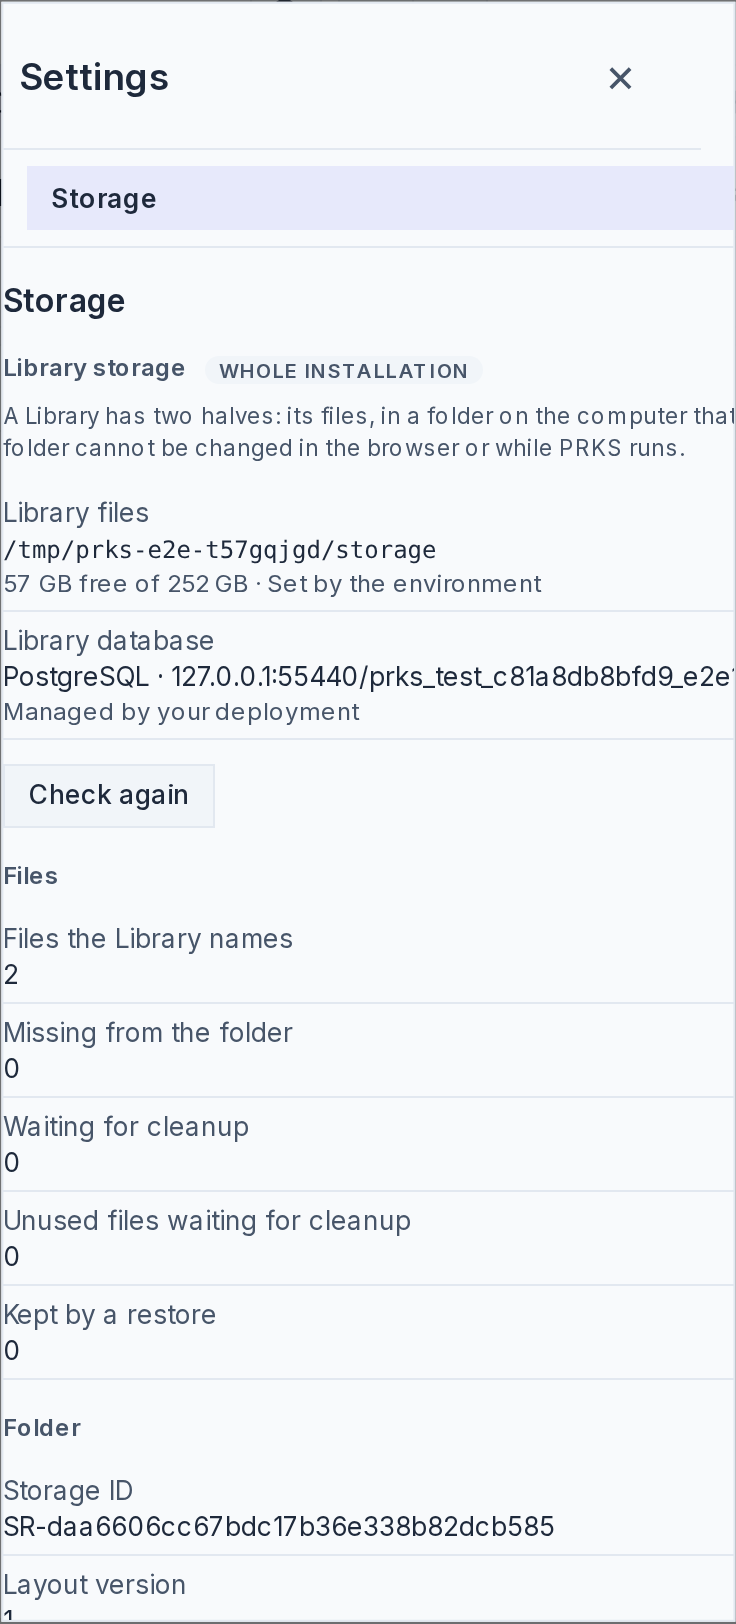 Settings
Storage
Storage
Library storage WHOLE INSTALLATION
A Library has two halves: its files, in a folder on the computer that
folder cannot be changed in the browser or while PRKS runs.
Library files
/tmp/prks-e2e-t57gqjgd/storage
57 GB free of 252 GB · Set by the environment
Library database
PostgreSQL · 127.0.0.1:55440/prks_test_c81a8db8bfd9_e2e
Managed by your deployment
Check again
Files
Files the Library names
2
Missing from the folder
0
Waiting for cleanup
0
Unused files waiting for cleanup
0
Kept by a restore
0
Folder
Storage ID
SR-daa6606cc67bdc17b36e338b82dcb585
Layout version
1